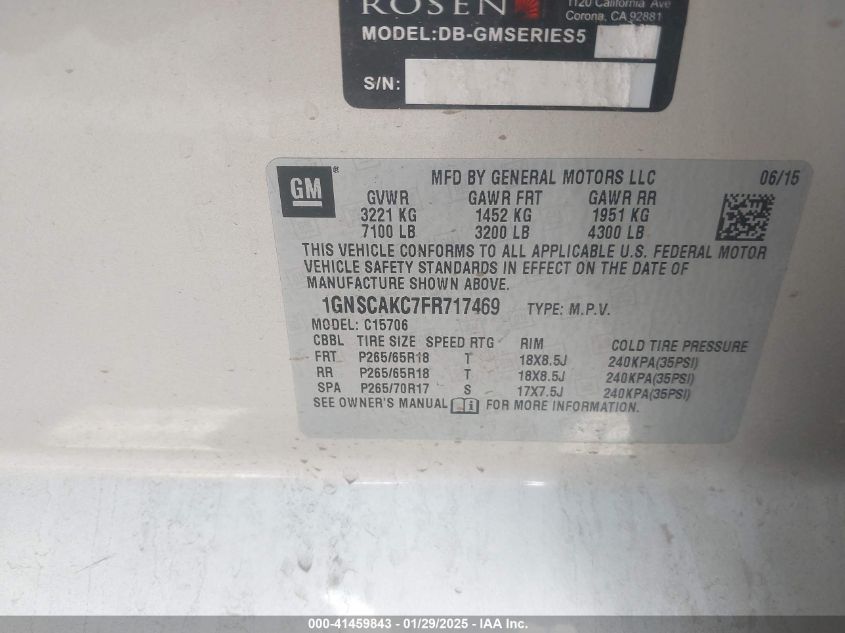 ROSEN
1120 California Ave
Corona, CA 92881
MODEL:DB-GMSERIES5
S/N:
GM
MFD BY GENERAL MOTORS LLC 06/15
GVWR GAWR FRT GAWR RR
3221 KG 1452 KG 1951 KG
7100 LB 3200 LB 4300 LB
THIS VEHICLE CONFORMS TO ALL APPLICABLE U.S. FEDERAL MOTOR
VEHICLE SAFETY STANDARDS IN EFFECT ON THE DATE OF
MANUFACTURE SHOWN ABOVE.
1GNSCAKC7FR717469 TYPE: M.P.V.
MODEL: C15706
CBBL TIRE SIZE SPEED RTG RIM COLD TIRE PRESSURE
FRT P265/65R18 T 18X8.5J 240KPA(35PSI)
RR P265/65R18 T 18X8.5J 240KPA(35PSI)
SPA P265/70R17 S 17X7.5J 240KPA(35PSI)
SEE OWNER'S MANUAL FOR MORE INFORMATION.
000-41459843 - 01/29/2025 - IAA Inc.